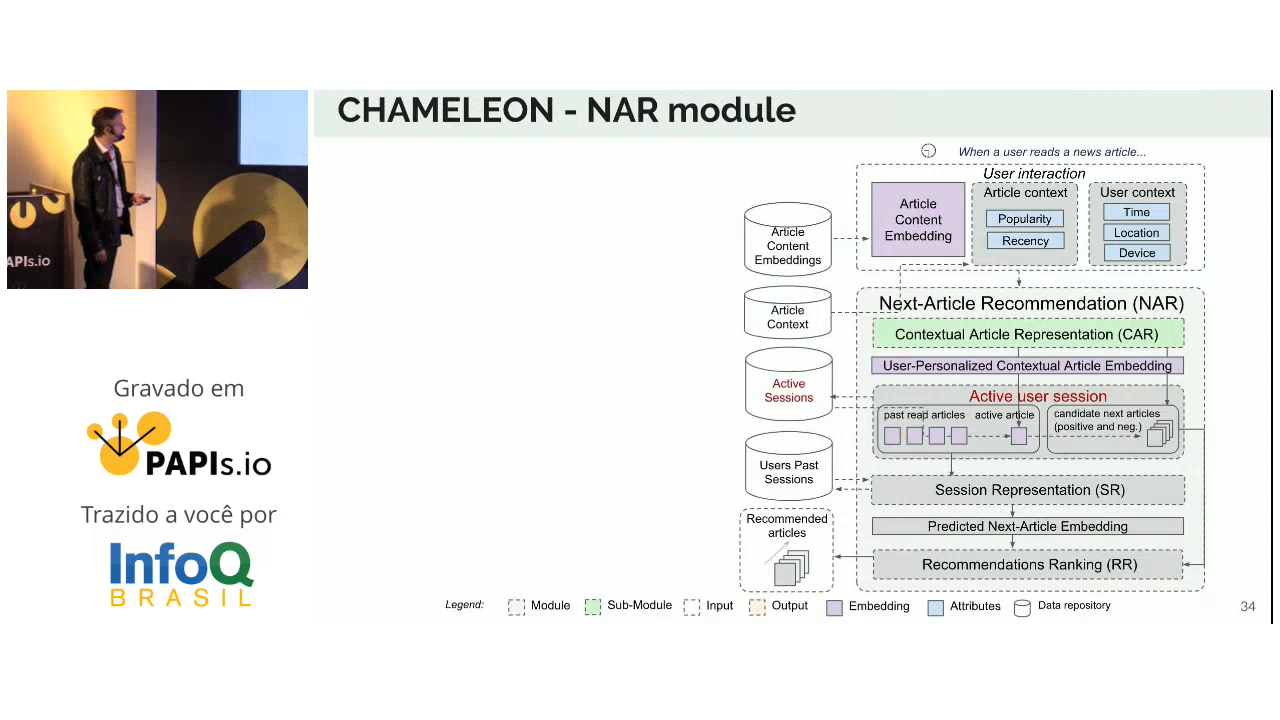 CHAMELEON - NAR module
When a user reads a news article...
User interaction
Article
Content
Embedding
Article context
Popularity
Recency
User context
Time
Location
Device
Article
Content
Embeddings
Article
Context
Active
Sessions
Users Past
Sessions
Recommended
articles
Next-Article Recommendation (NAR)
Contextual Article Representation (CAR)
User-Personalized Contextual Article Embedding
Active user session
past read articles
active article
candidate next articles
(positive and neg.)
Session Representation (SR)
Predicted Next-Article Embedding
Recommendations Ranking (RR)
Legend:
Module
Sub-Module
Input
Output
Embedding
Attributes
Data repository
34
APIs.io
Gravado em
PAPIs.io
Trazido a você por
InfoQ
BRASIL